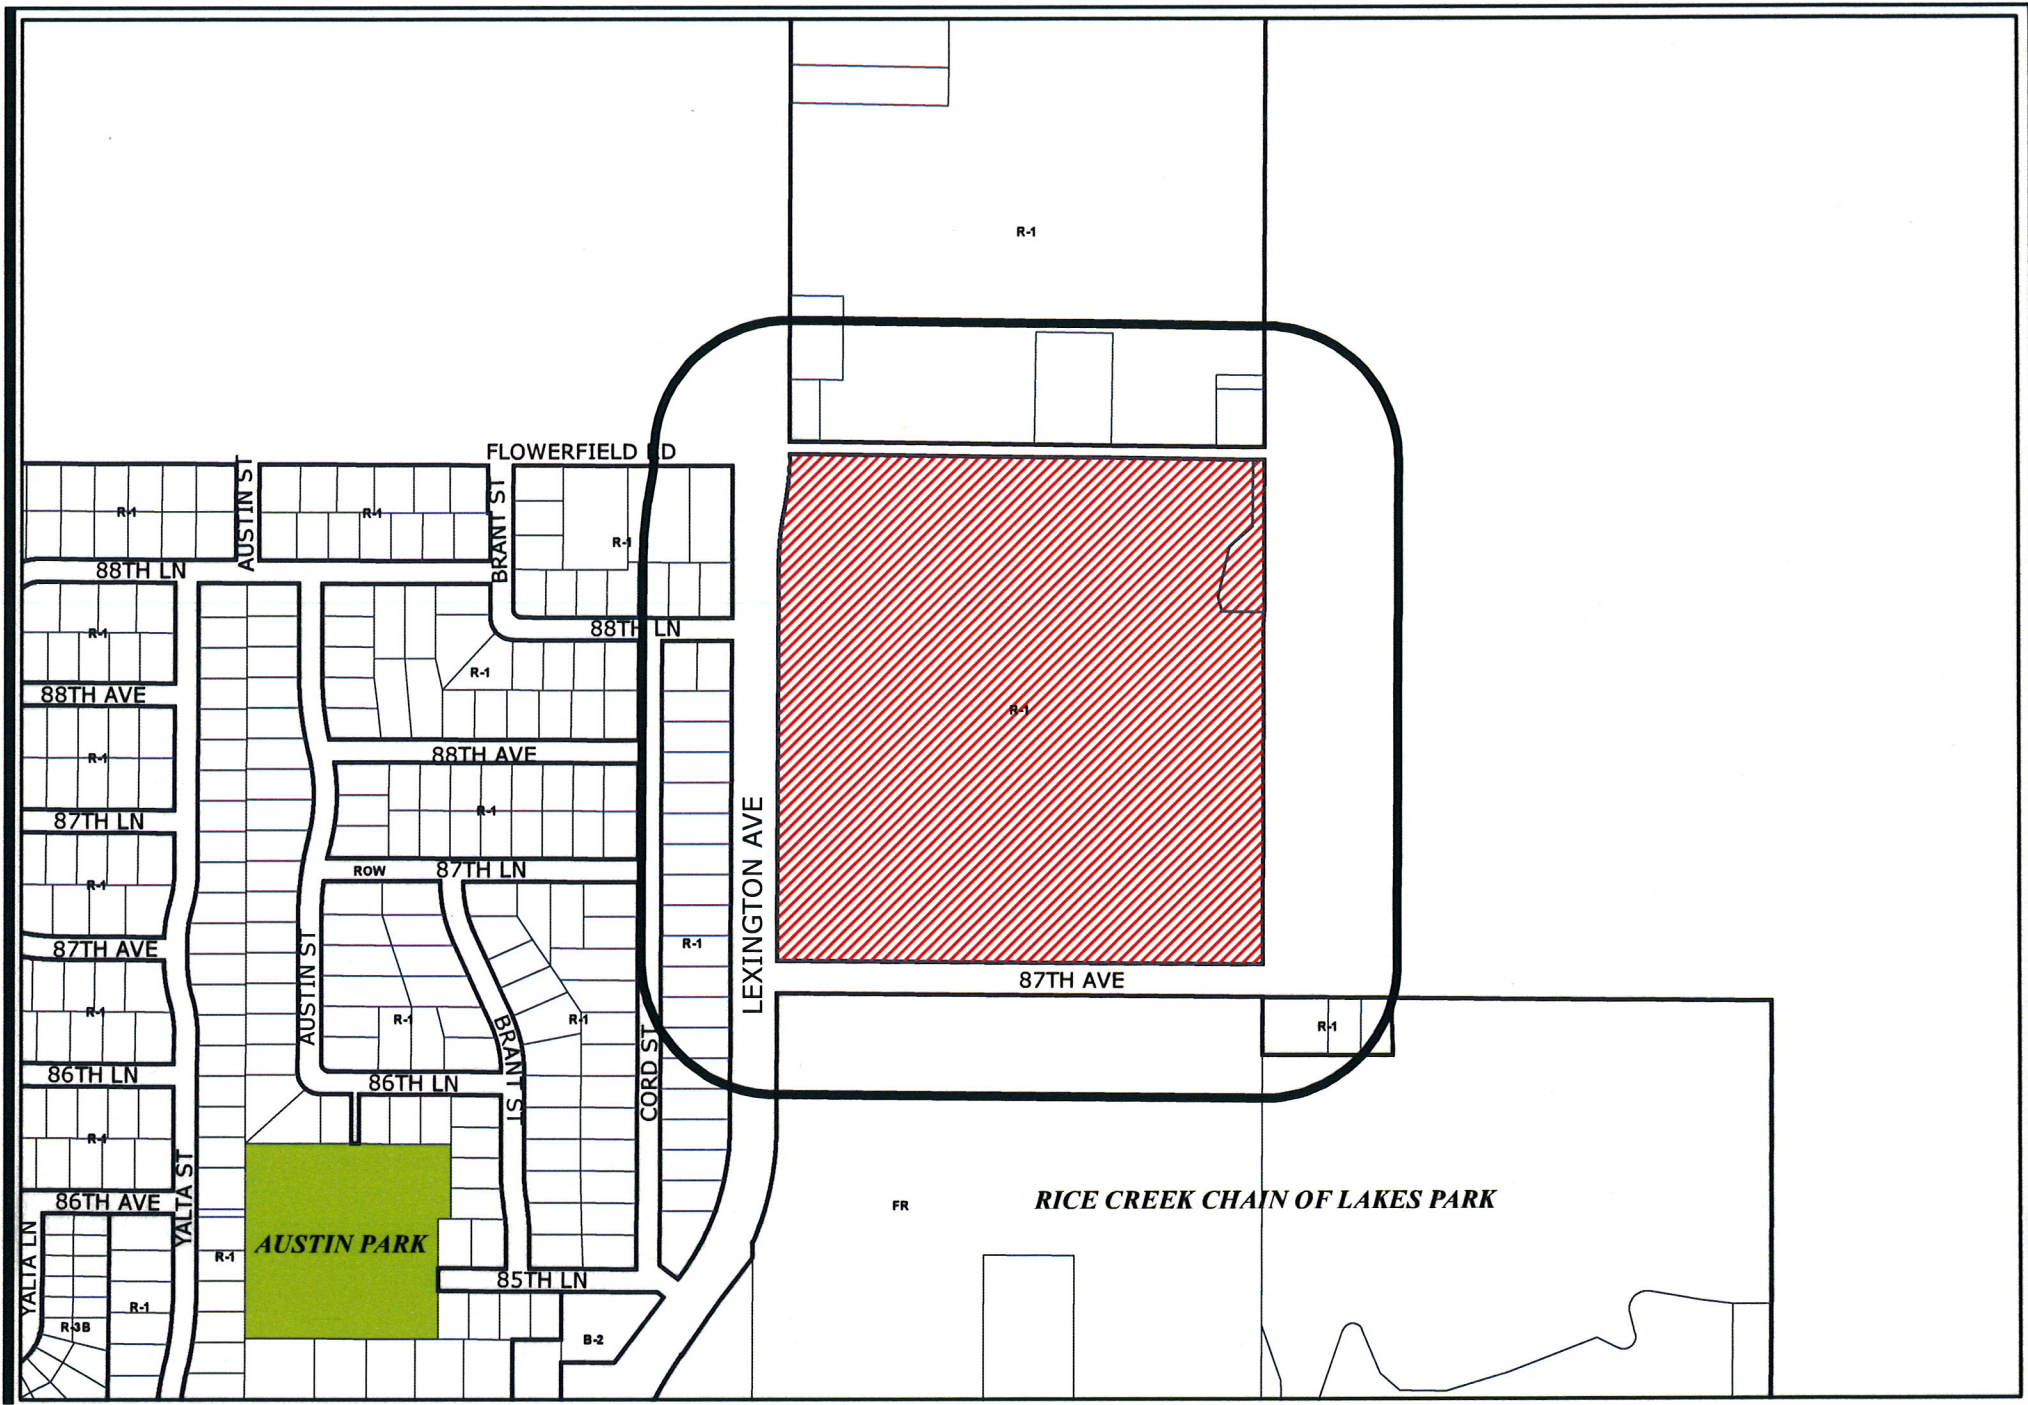 R-1
FLOWERFIELD RD
AUSTIN ST
BRANT ST
R-1
R-1
R-1
88TH LN
88TH LN
R-1
R-1
88TH AVE
R-1
88TH AVE
R-1
87TH LN
R-1
LEXINGTON AVE
ROW
87TH LN
R-1
R-1
87TH AVE
AUSTIN ST
87TH AVE
R-1
R-1
R-1
R-1
BRANT ST
CORD ST
86TH LN
86TH LN
R-1
YALTA ST
86TH AVE
RICE CREEK CHAIN OF LAKES PARK
FR
AUSTIN PARK
R-1
YALTA LN
85TH LN
R-1
R-3B
B-2